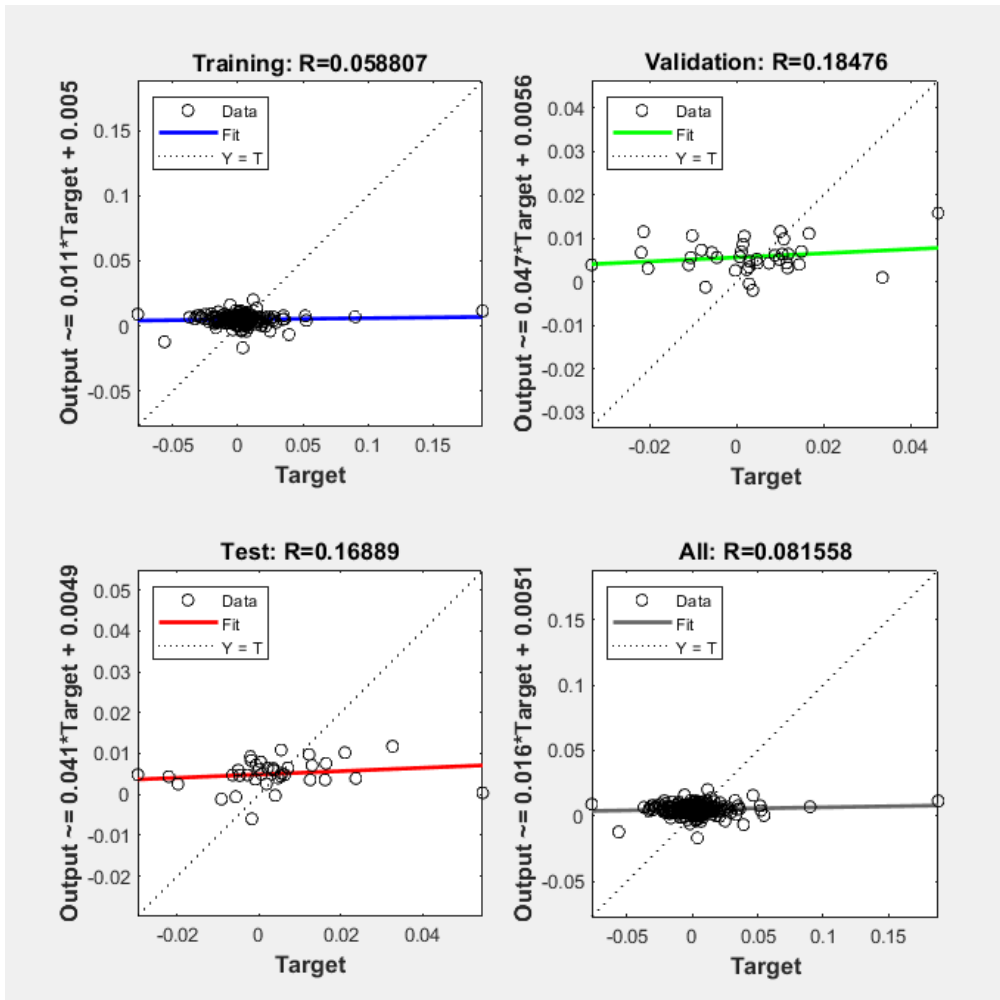 Training: R=0.058807
Output ~= 0.011*Target + 0.005
Data
Fit
Y = T
0.15
0.1
0.05
0
-0.05
-0.05 0 0.05 0.1 0.15
Target
Validation: R=0.18476
Output ~= 0.047*Target + 0.0056
Data
Fit
Y = T
0.04
0.03
0.02
0.01
0
-0.01
-0.02
-0.03
-0.02 0 0.02 0.04
Target
Test: R=0.16889
Output ~= 0.041*Target + 0.0049
Data
Fit
Y = T
0.05
0.04
0.03
0.02
0.01
0
-0.01
-0.02
-0.02 0 0.02 0.04
Target
All: R=0.081558
Output ~= 0.016*Target + 0.0051
Data
Fit
Y = T
0.15
0.1
0.05
0
-0.05
-0.05 0 0.05 0.1 0.15
Target